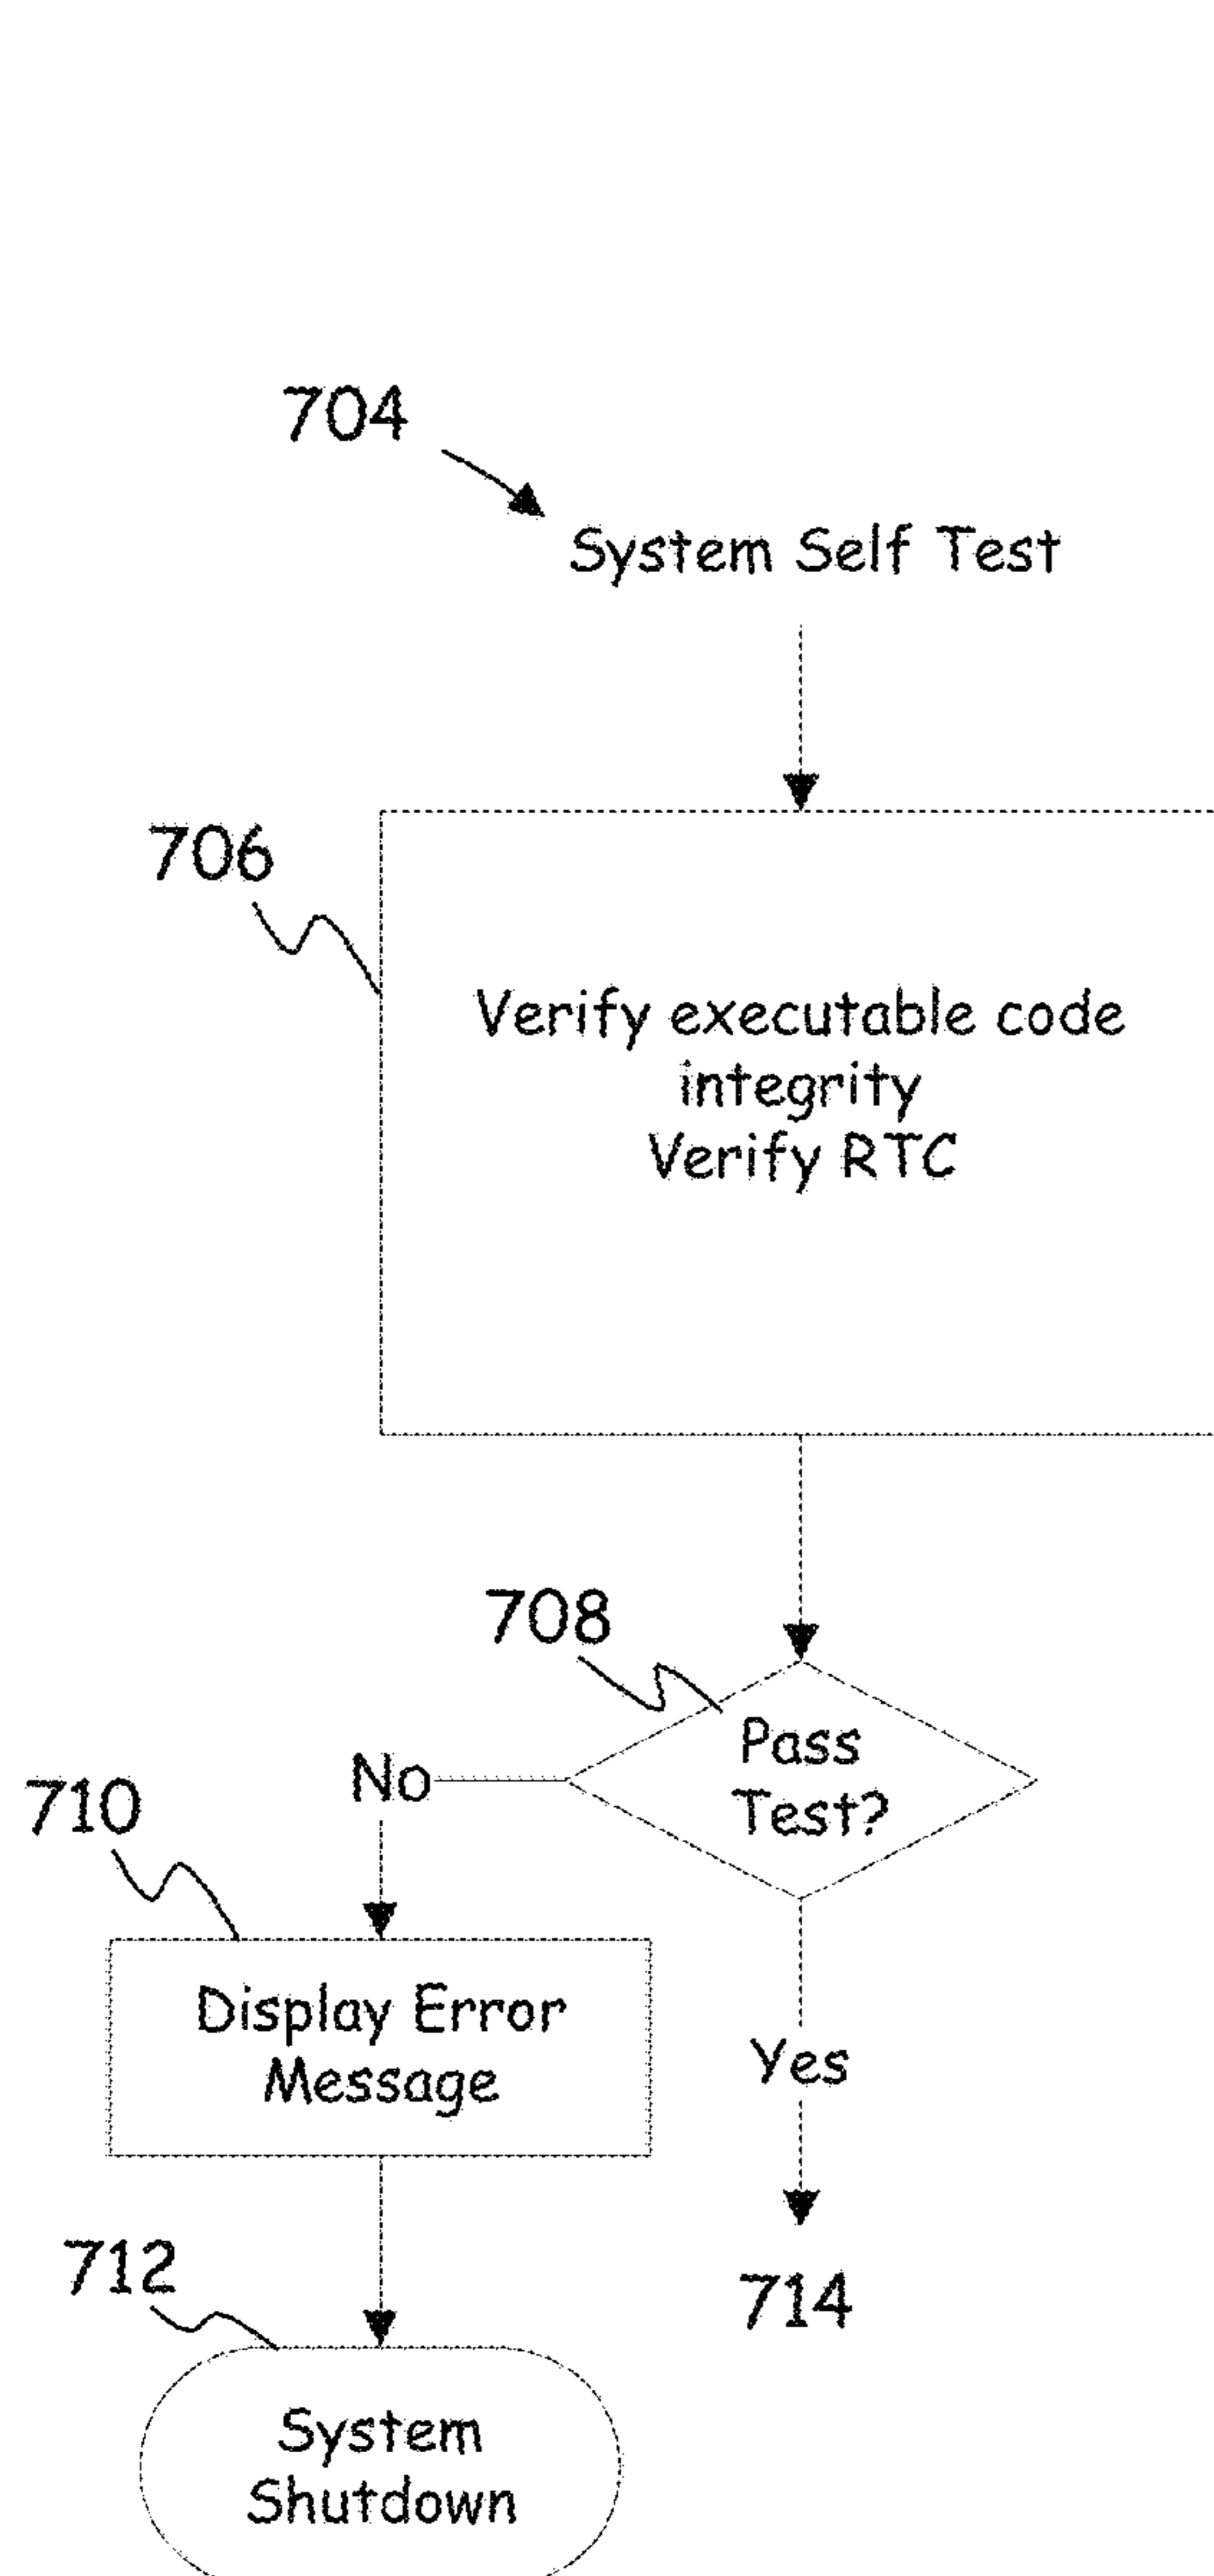 704
System Self Test
706
Verify executable code
integrity
Verify RTC
708
Pass
Test?
No
710
Display Error
Message
Yes
712
714
System
Shutdown